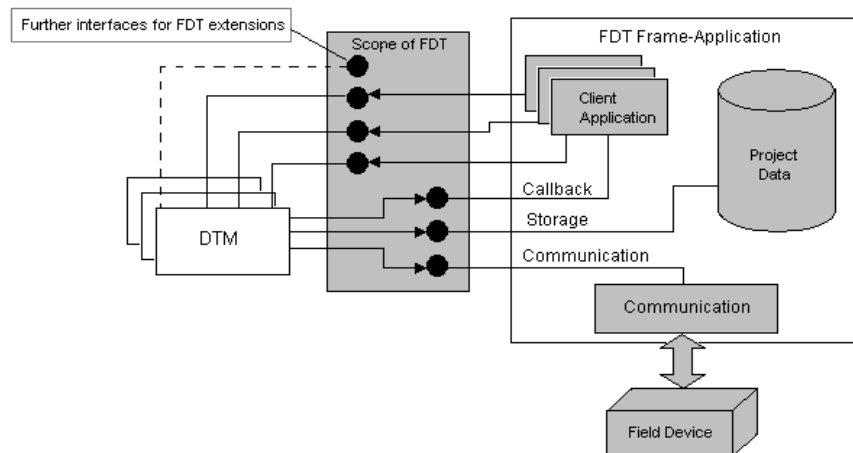 Further interfaces for FDT extensions
Scope of FDT
FDT Frame-Application
Client
Application
Project
Data
Callback
Storage
Communication
DTM
Communication
Field Device